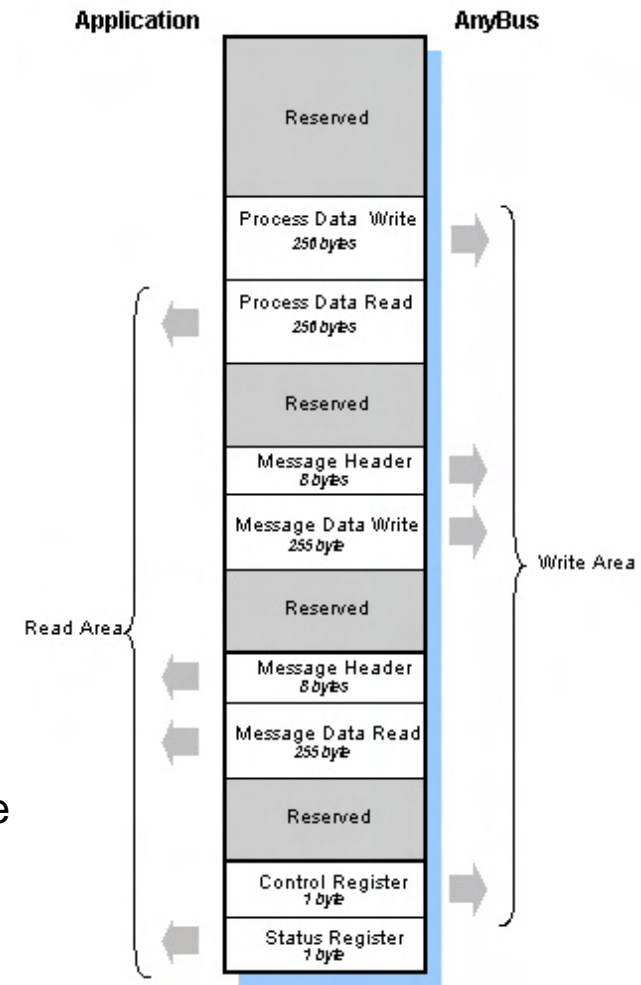 Application AnyBus
Reserved
Process Data Write
256 bytes
Process Data Read
256 bytes
Reserved
Message Header
8 bytes
Message Data Write
255 byte
Reserved
Write Area
Read Area
Message Header
8 bytes
Message Data Read
255 byte
e
Reserved
Control Register
1 byte
Status Register
1 byte